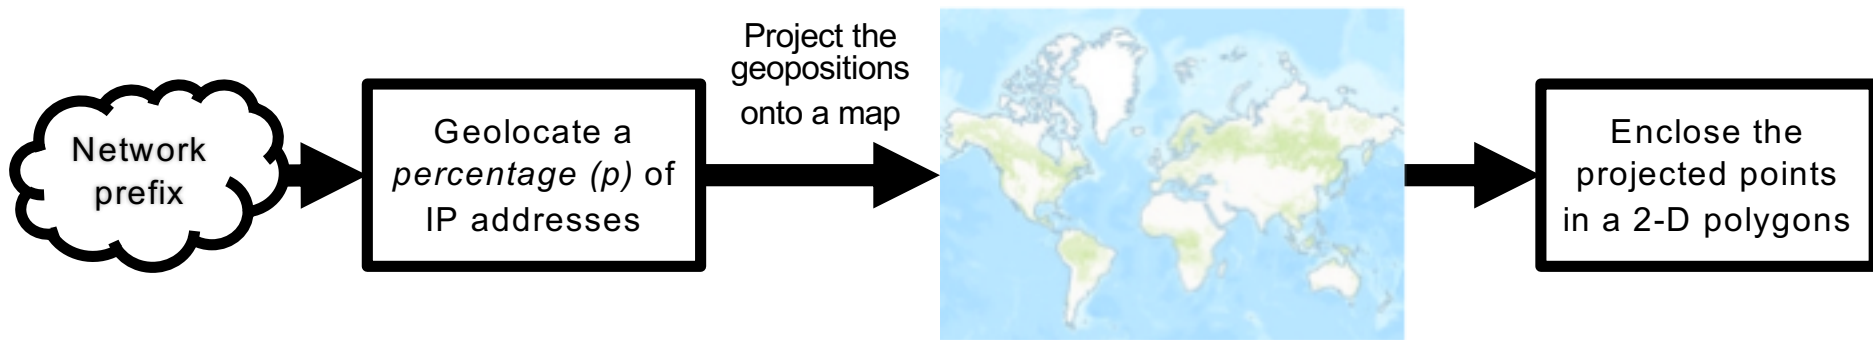 Network
prefix
Geolocate a
percentage (p) of
IP addresses
Project the
geopositions
onto a map
Enclose the
projected points
in a 2-D polygons